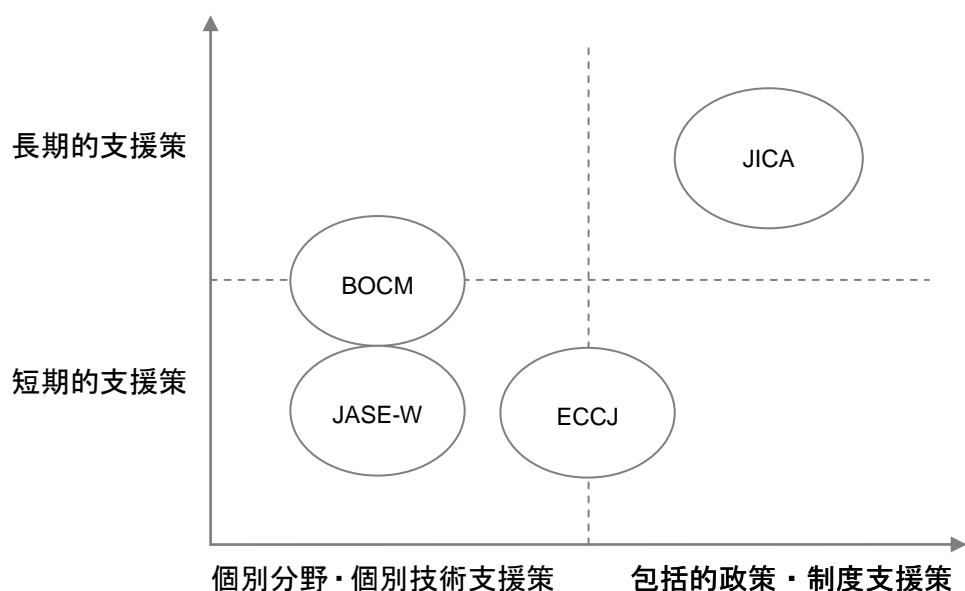 長期的支援策
JICA
BOCM
短期的支援策
JASE-W
ECCJ
個別分野・個別技術支援策
包括的政策・制度支援策